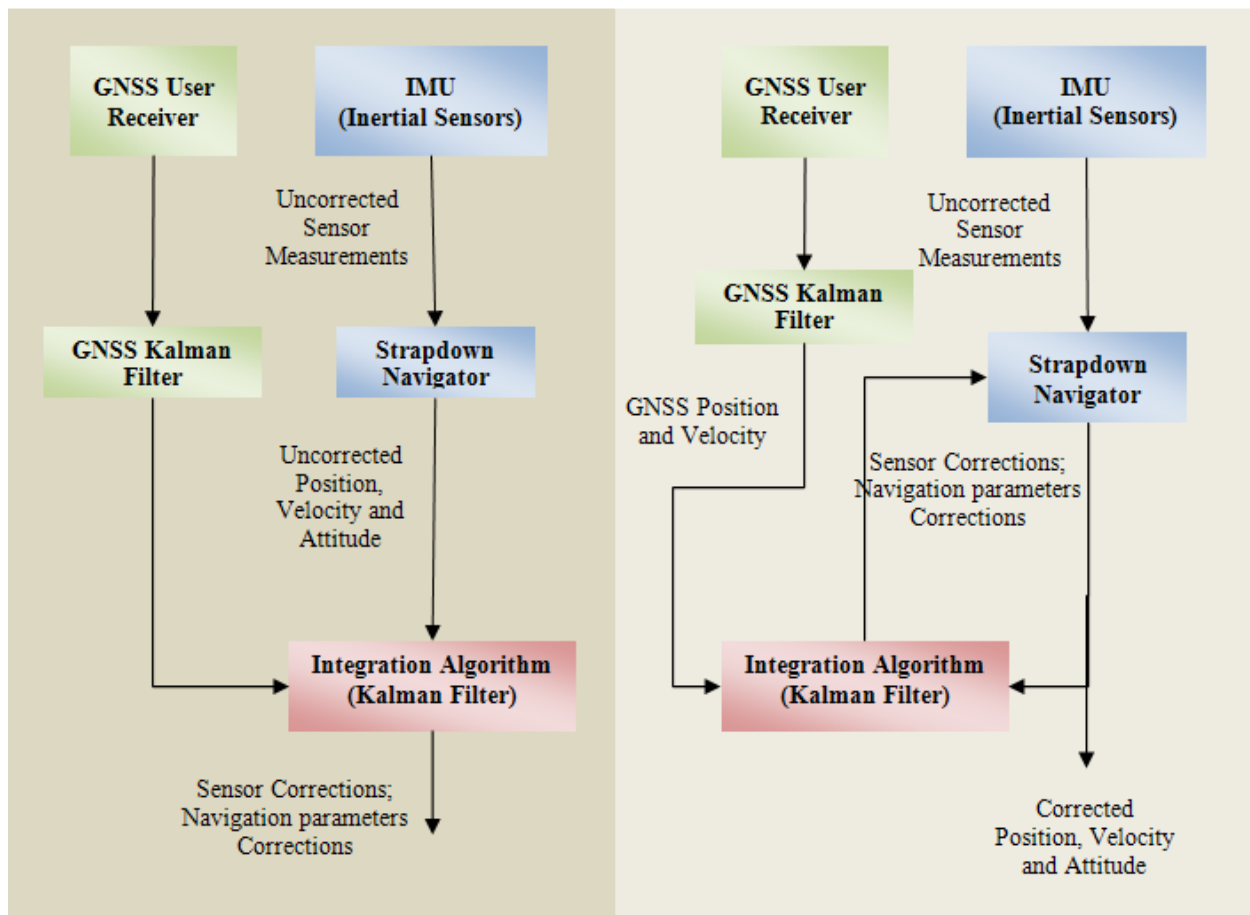 GNSS User
Receiver
IMU
(Inertial Sensors)
Uncorrected
Sensor
Measurements
GNSS Kalman
Filter
Strapdown
Navigator
Uncorrected
Position,
Velocity and
Attitude
Integration Algorithm
(Kalman Filter)
Sensor Corrections;
Navigation parameters
Corrections
GNSS User
Receiver
IMU
(Inertial Sensors)
Uncorrected
Sensor
Measurements
GNSS Kalman
Filter
Strapdown
Navigator
GNSS Position
and Velocity
Sensor Corrections;
Navigation parameters
Corrections
Integration Algorithm
(Kalman Filter)
Corrected
Position, Velocity
and Attitude